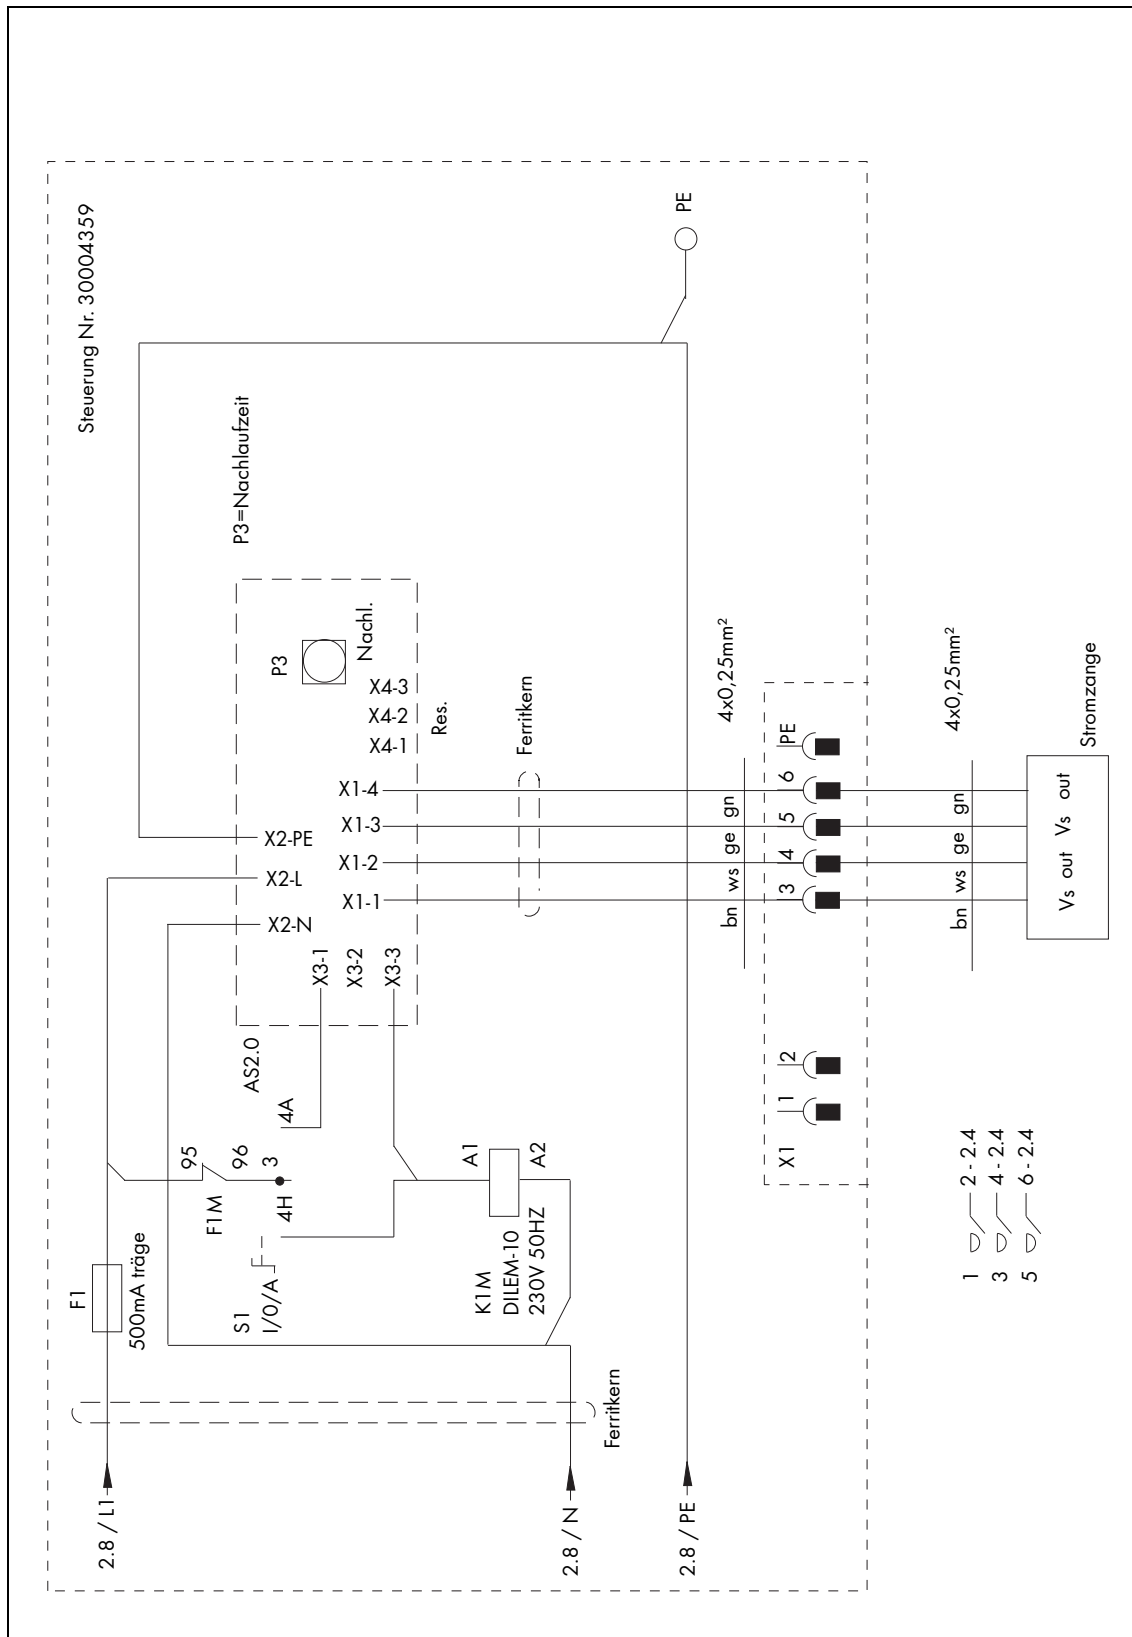 Steuerung Nr. 30004359
P3=Nachlaufzeit
2.8 / L1
F1
500mA träge
F1M
95
96
3
4H
4A
S1
I/0/A
AS2.0
X2-N
X2-L
X2-PE
P3
Nachl.
X3-1
X3-2
X3-3
X1-1
X1-2
X1-3
X1-4
X4-1
X4-2
X4-3
Res.
K1M
DILEM-10
230V 50HZ
A1
A2
Ferritkern
Ferritkern
2.8 / N
2.8 / PE
PE
bn ws ge gn
4x0,25mm²
X1
1 2 3 4 5 6 PE
bn ws ge gn
4x0,25mm²
Vs out Vs out
Stromzange
1 2 - 2.4
3 4 - 2.4
5 6 - 2.4